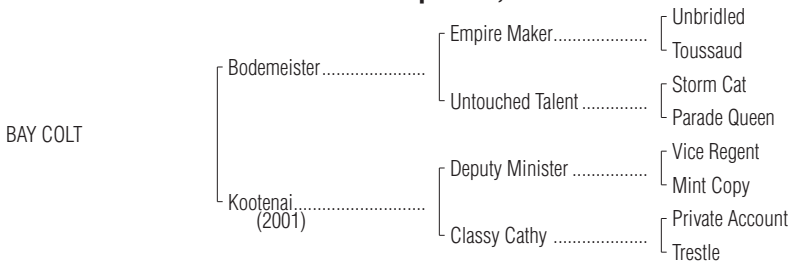 Unbridled
Empire Maker.....................
Toussaud
Bodemeister.......................
Storm Cat
Untouched Talent ..............
Parade Queen
BAY COLT
Vice Regent
Deputy Minister ................
Mint Copy
Kootenai.............................
(2001)
Private Account
Classy Cathy ....................
Trestle